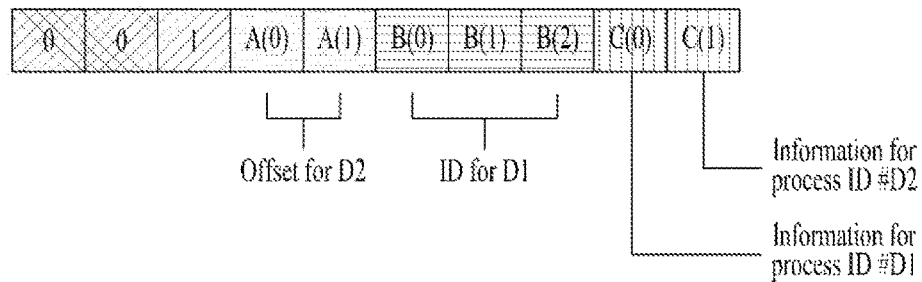 0 0 1 A(0) A(1) B(0) B(1) B(2) C(0) C(1)
Offset for D2
ID for D1
Information for
process ID #D2
Information for
process ID #D1